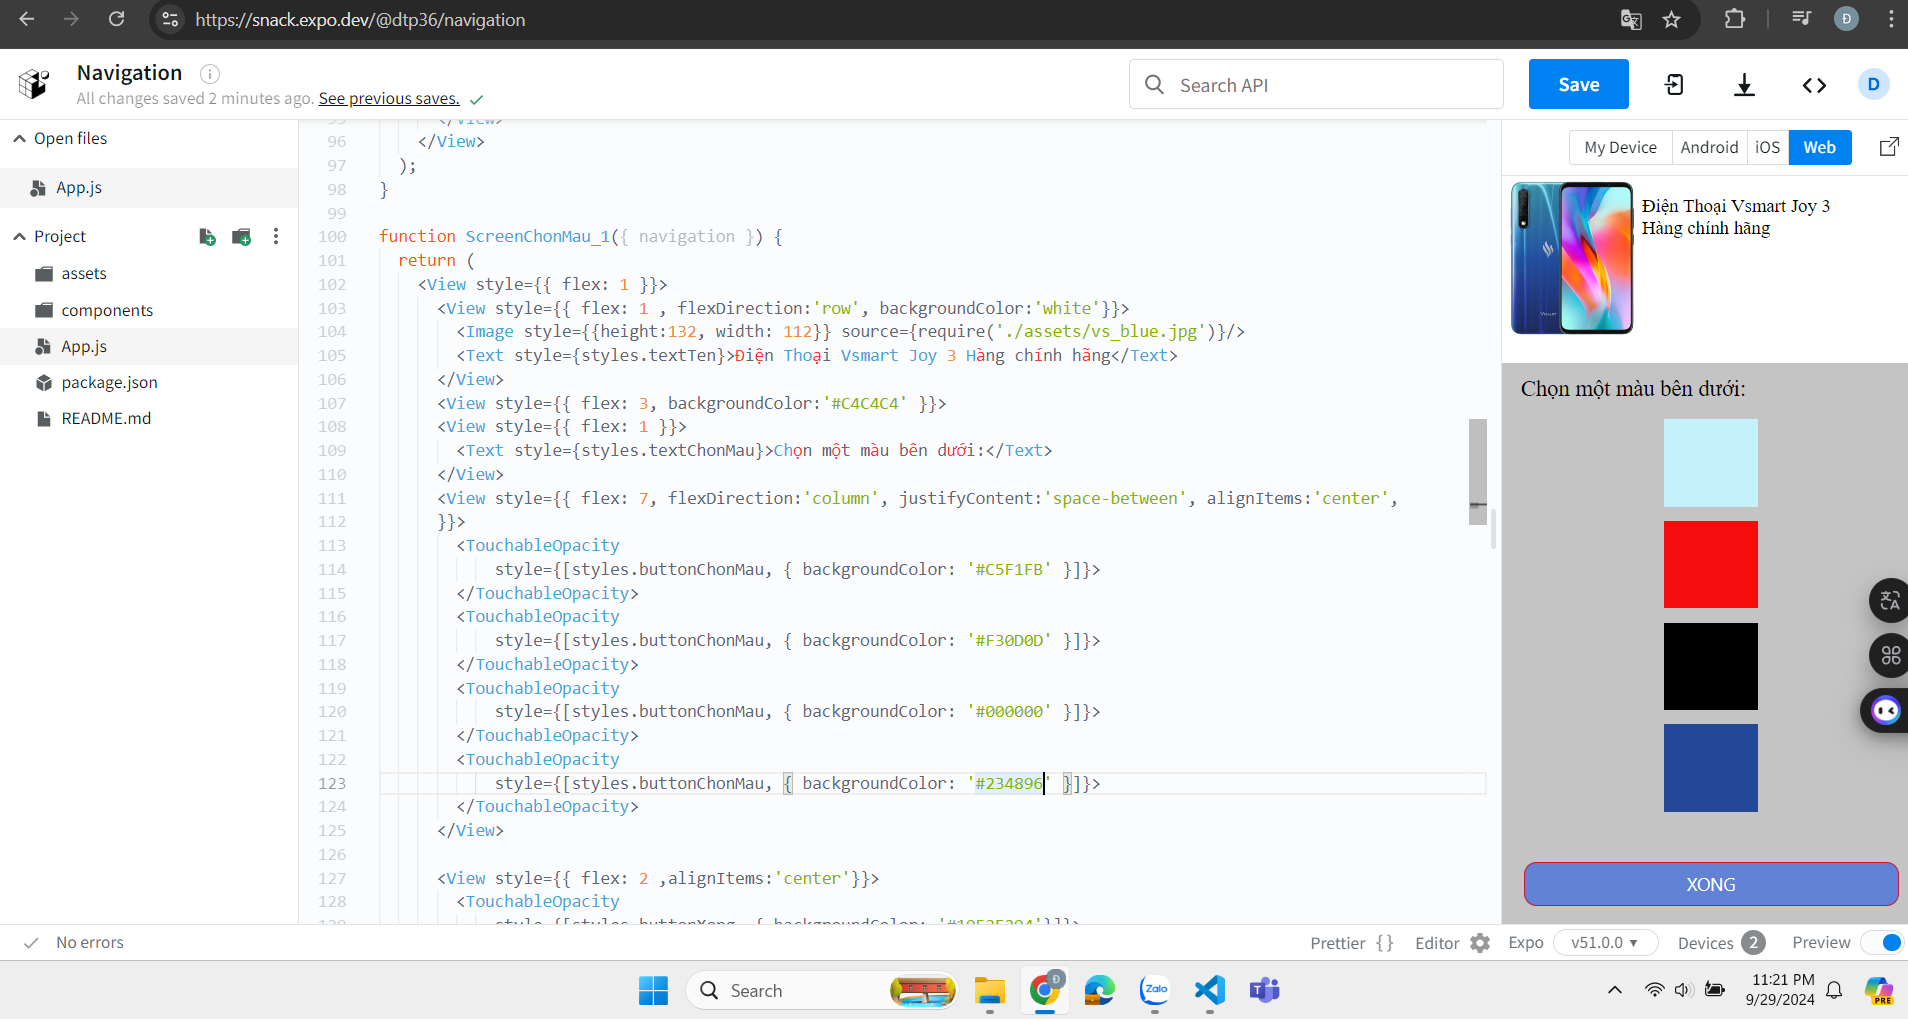 https://snack.expo.dev/@dtp36/navigation
Đ
Navigation
All changes saved 2 minutes ago. See previous saves.
Search API
Save
D
Open files
App.js
Project
assets
components
App.js
package.json
README.md
95 </View>
96 </View>
97 );
98 }
99
100 function ScreenChonMau_1({ navigation }) {
101 return (
102 <View style={{ flex: 1 }}>
103 <View style={{ flex: 1 , flexDirection:'row', backgroundColor:'white'}}>
104 <Image style={{height:132, width: 112}} source={require('./assets/vs_blue.jpg')}/>
105 <Text style={styles.textTen}>Điện Thoại Vsmart Joy 3 Hàng chính hãng</Text>
106 </View>
107 <View style={{ flex: 3, backgroundColor:'#C4C4C4' }}>
108 <View style={{ flex: 1 }}>
109 <Text style={styles.textChonMau}>Chọn một màu bên dưới:</Text>
110 </View>
111 <View style={{ flex: 7, flexDirection:'column', justifyContent:'space-between', alignItems:'center',
112 }}>
113 <TouchableOpacity
114 style={[styles.buttonChonMau, { backgroundColor: '#C5F1FB' }]}>
115 </TouchableOpacity>
116 <TouchableOpacity
117 style={[styles.buttonChonMau, { backgroundColor: '#F30D0D' }]}>
118 </TouchableOpacity>
119 <TouchableOpacity
120 style={[styles.buttonChonMau, { backgroundColor: '#000000' }]}>
121 </TouchableOpacity>
122 <TouchableOpacity
123 style={[styles.buttonChonMau, { backgroundColor: '#234896' }]}>
124 </TouchableOpacity>
125 </View>
126
127 <View style={{ flex: 2 ,alignItems:'center'}}>
128 <TouchableOpacity
My Device Android iOS Web
Điện Thoại Vsmart Joy 3
Hàng chính hãng
Chọn một màu bên dưới:
XONG
No errors
Prettier { } Editor Expo v51.0.0 ▾ Devices 2 Preview
Search
Đ
Zalo
11:21 PM
9/29/2024
PRE